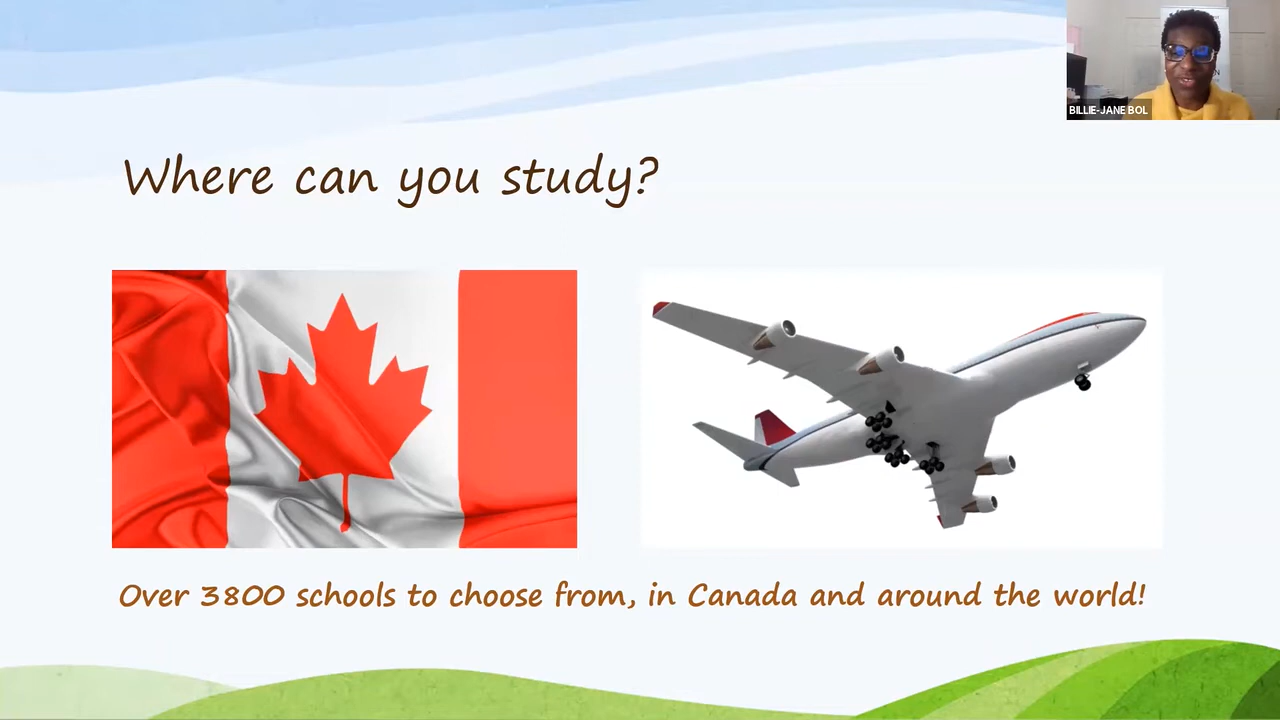 BILLIE-JANE BOL
Where can you study?
Over 3800 schools to choose from, in Canada and around the world!